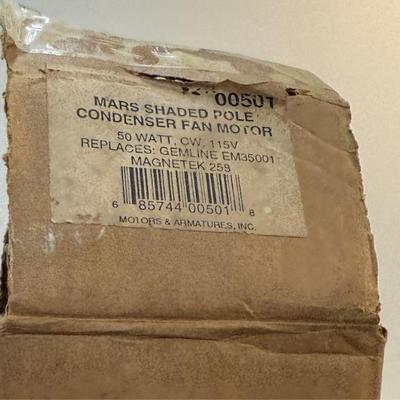 00501
MARS SHADED POLE
CONDENSER FAN MOTOR
50 WATT, CW, 115V
REPLACES: GEMLINE EM35001
MAGNETEK 258
6 85744 00501 8
MOTORS & ARMATURES, INC.